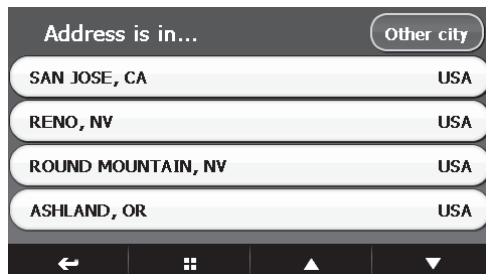 Address is in... Other city
SAN JOSE, CA USA
RENO, NV USA
ROUND MOUNTAIN, NV USA
ASHLAND, OR USA